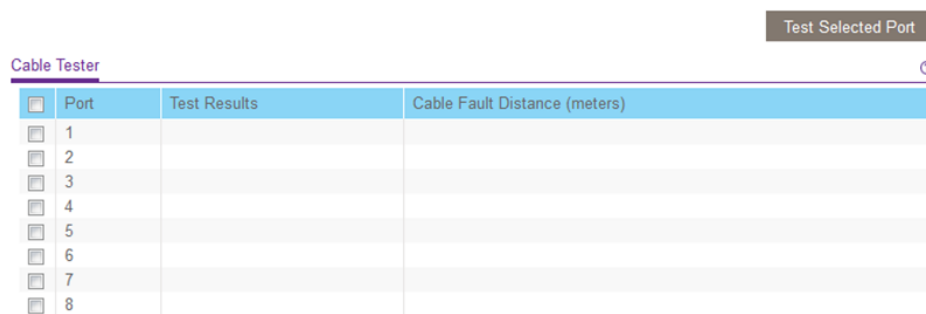 Test Selected Port
Cable Tester
Port Test Results Cable Fault Distance (meters)
1
2
3
4
5
6
7
8